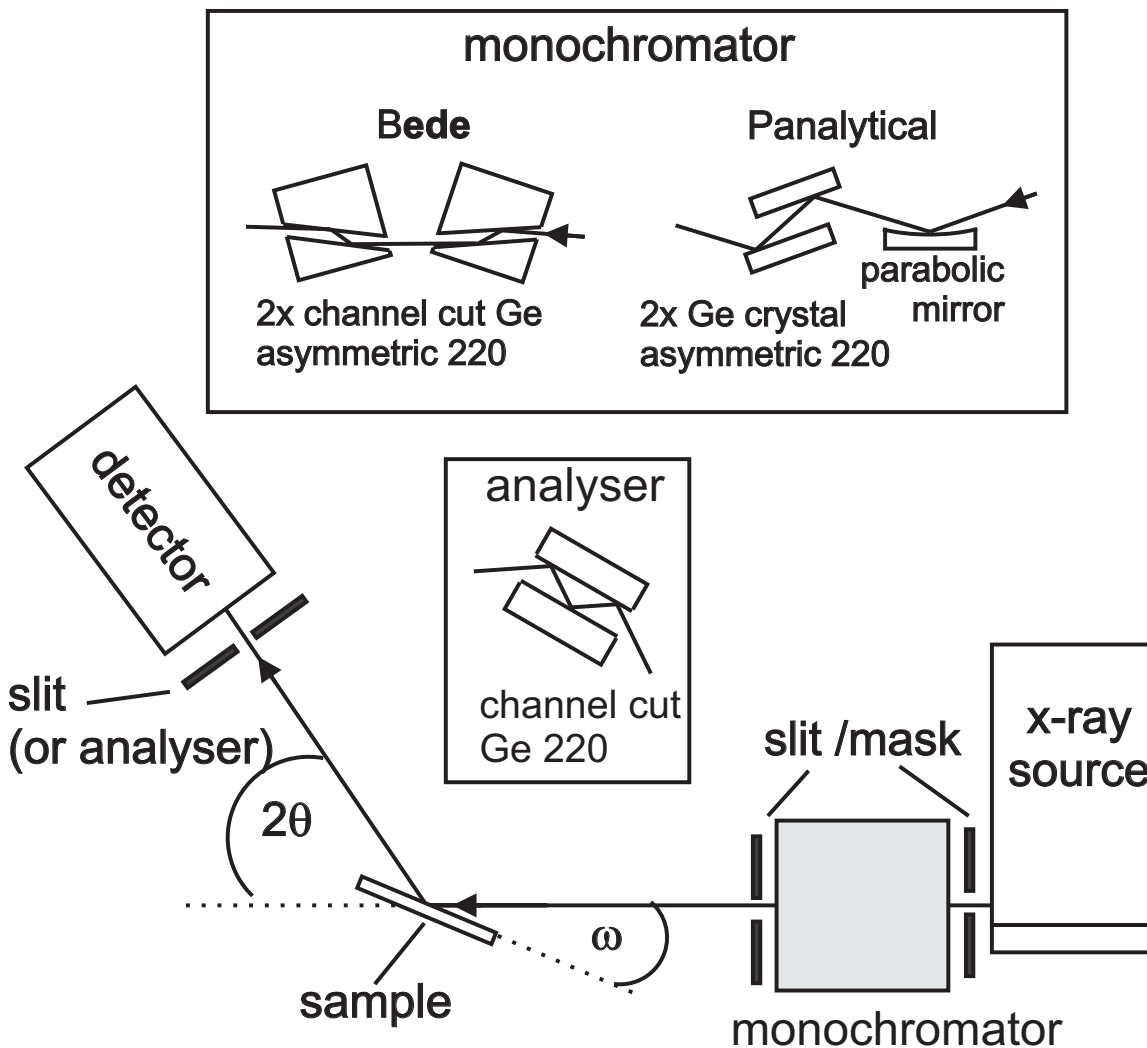 monochromator
Bede
Panalytical
2x channel cut Ge
asymmetric 220
parabolic
mirror
2x Ge crystal
asymmetric 220
detector
analyser
channel cut
Ge 220
slit
(or analyser)
2θ
slit /mask
x-ray
source
ω
sample
monochromator